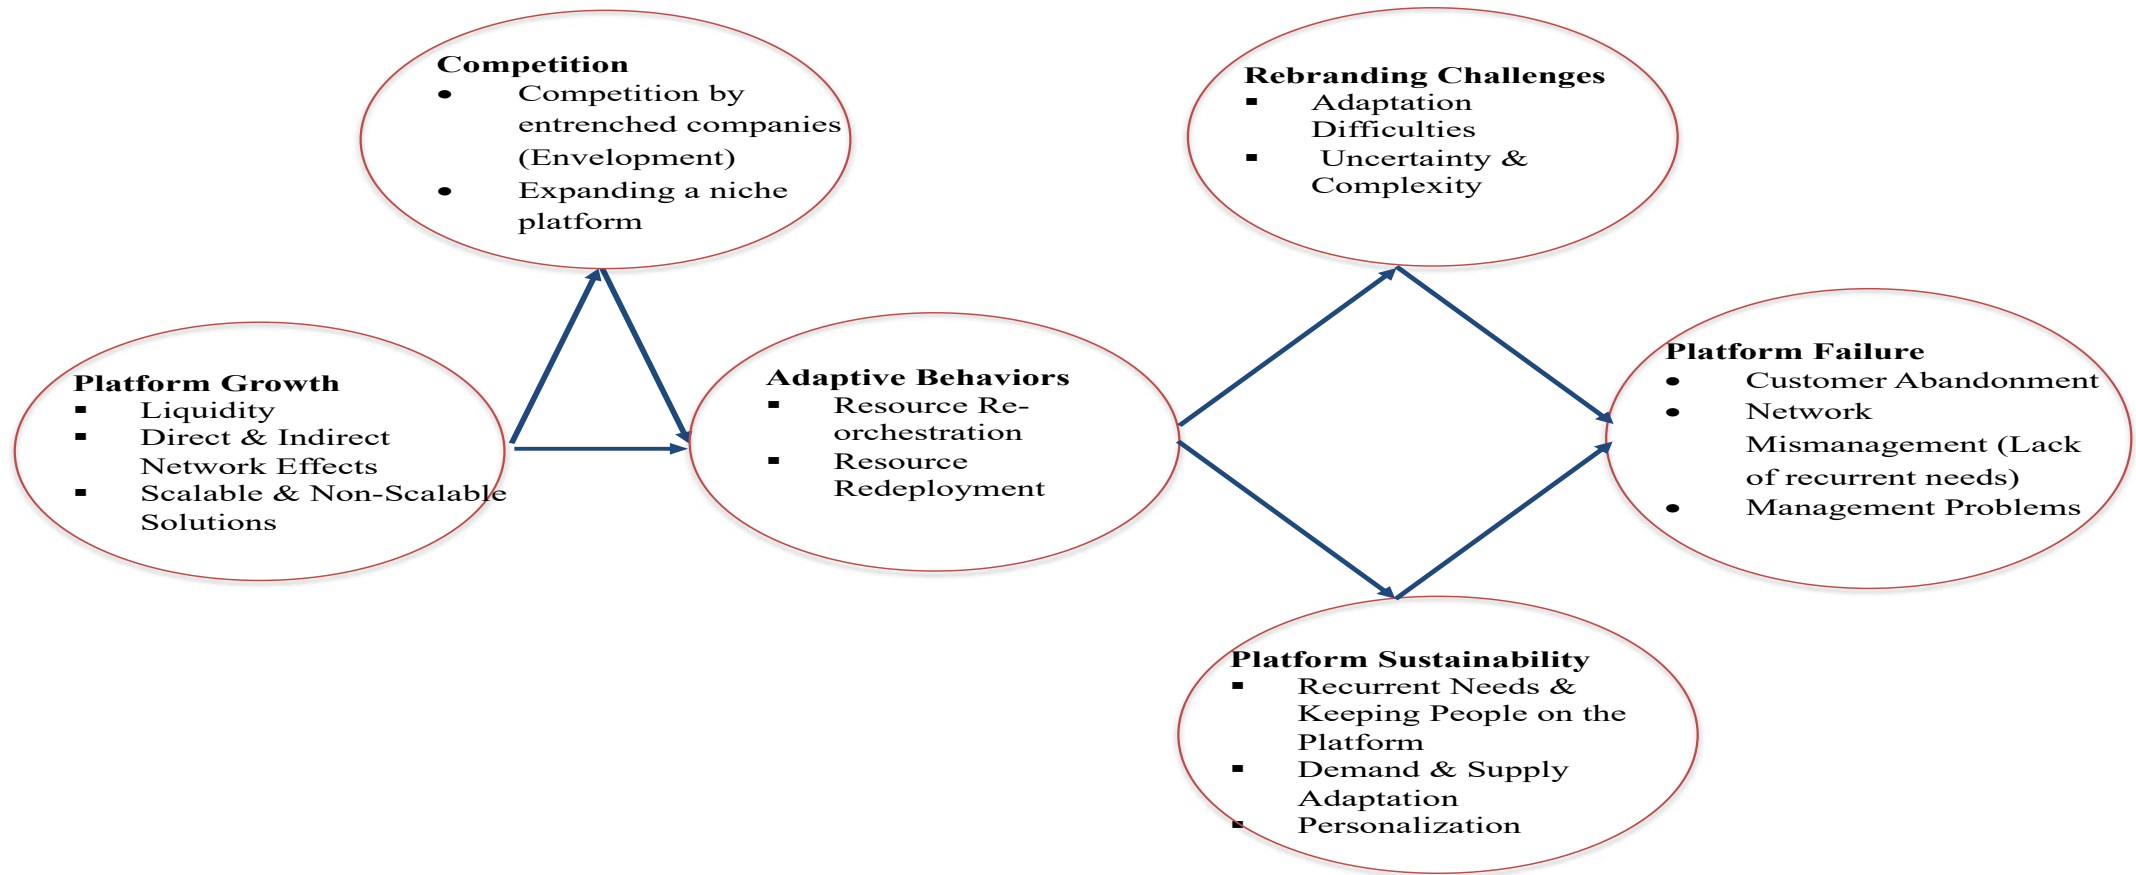 Competition
• Competition by
entrenched companies
(Envelopment)
• Expanding a niche
platform
Rebranding Challenges
▪ Adaptation
Difficulties
▪ Uncertainty &
Complexity
Platform Growth
▪ Liquidity
▪ Direct & Indirect
Network Effects
▪ Scalable & Non-Scalable
Solutions
Adaptive Behaviors
▪ Resource Re-
orchestration
▪ Resource
Redeployment
Platform Failure
• Customer Abandonment
• Network
Mismanagement (Lack
of recurrent needs)
• Management Problems
Platform Sustainability
▪ Recurrent Needs &
Keeping People on the
Platform
▪ Demand & Supply
Adaptation
▪ Personalization